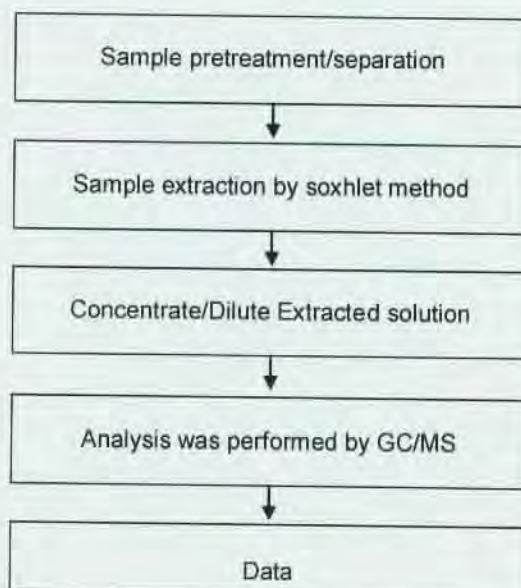 Sample pretreatment/separation
Sample extraction by soxhlet method
Concentrate/Dilute Extracted solution
Analysis was performed by GC/MS
Data